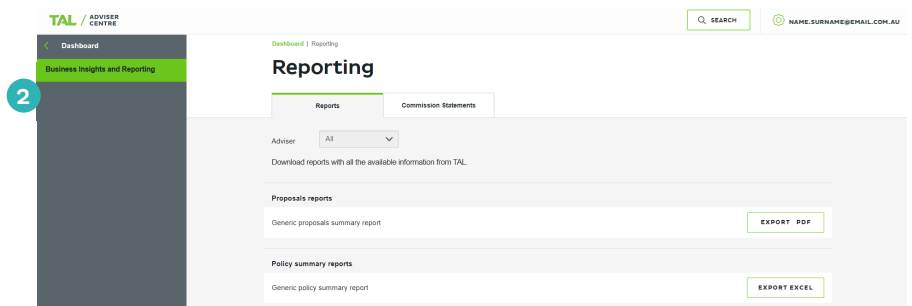 TAL / ADVISER CENTRE
SEARCH
NAME.SURNAME@EMAIL.COM.AU
Dashboard
Dashboard | Reporting
Business Insights and Reporting
Reporting
2
Reports
Commission Statements
Adviser
All
Download reports with all the available information from TAL.
Proposals reports
Generic proposals summary report
EXPORT PDF
Policy summary reports
Generic policy summary report
EXPORT EXCEL